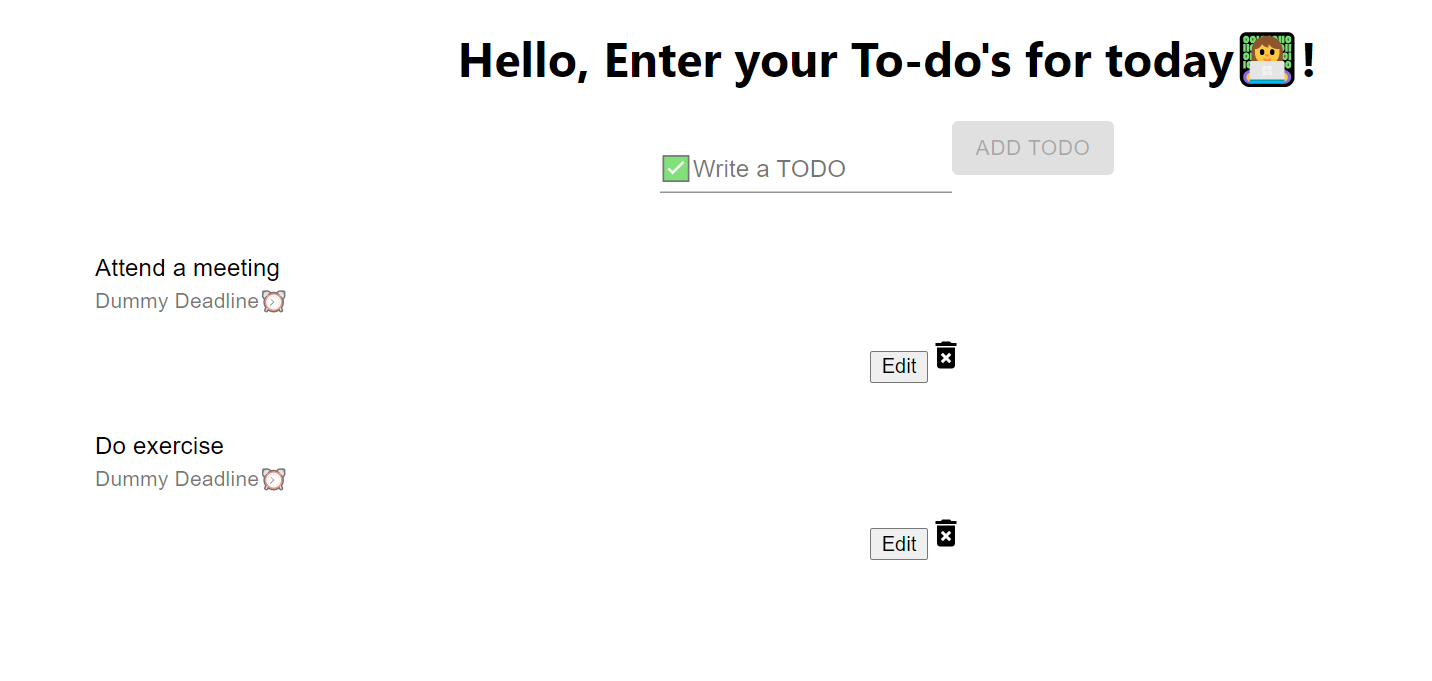 Hello, Enter your To-do's for today👩‍💻!
ADD TODO
✅Write a TODO
Attend a meeting
Dummy Deadline⏰
Edit
Do exercise
Dummy Deadline⏰
Edit